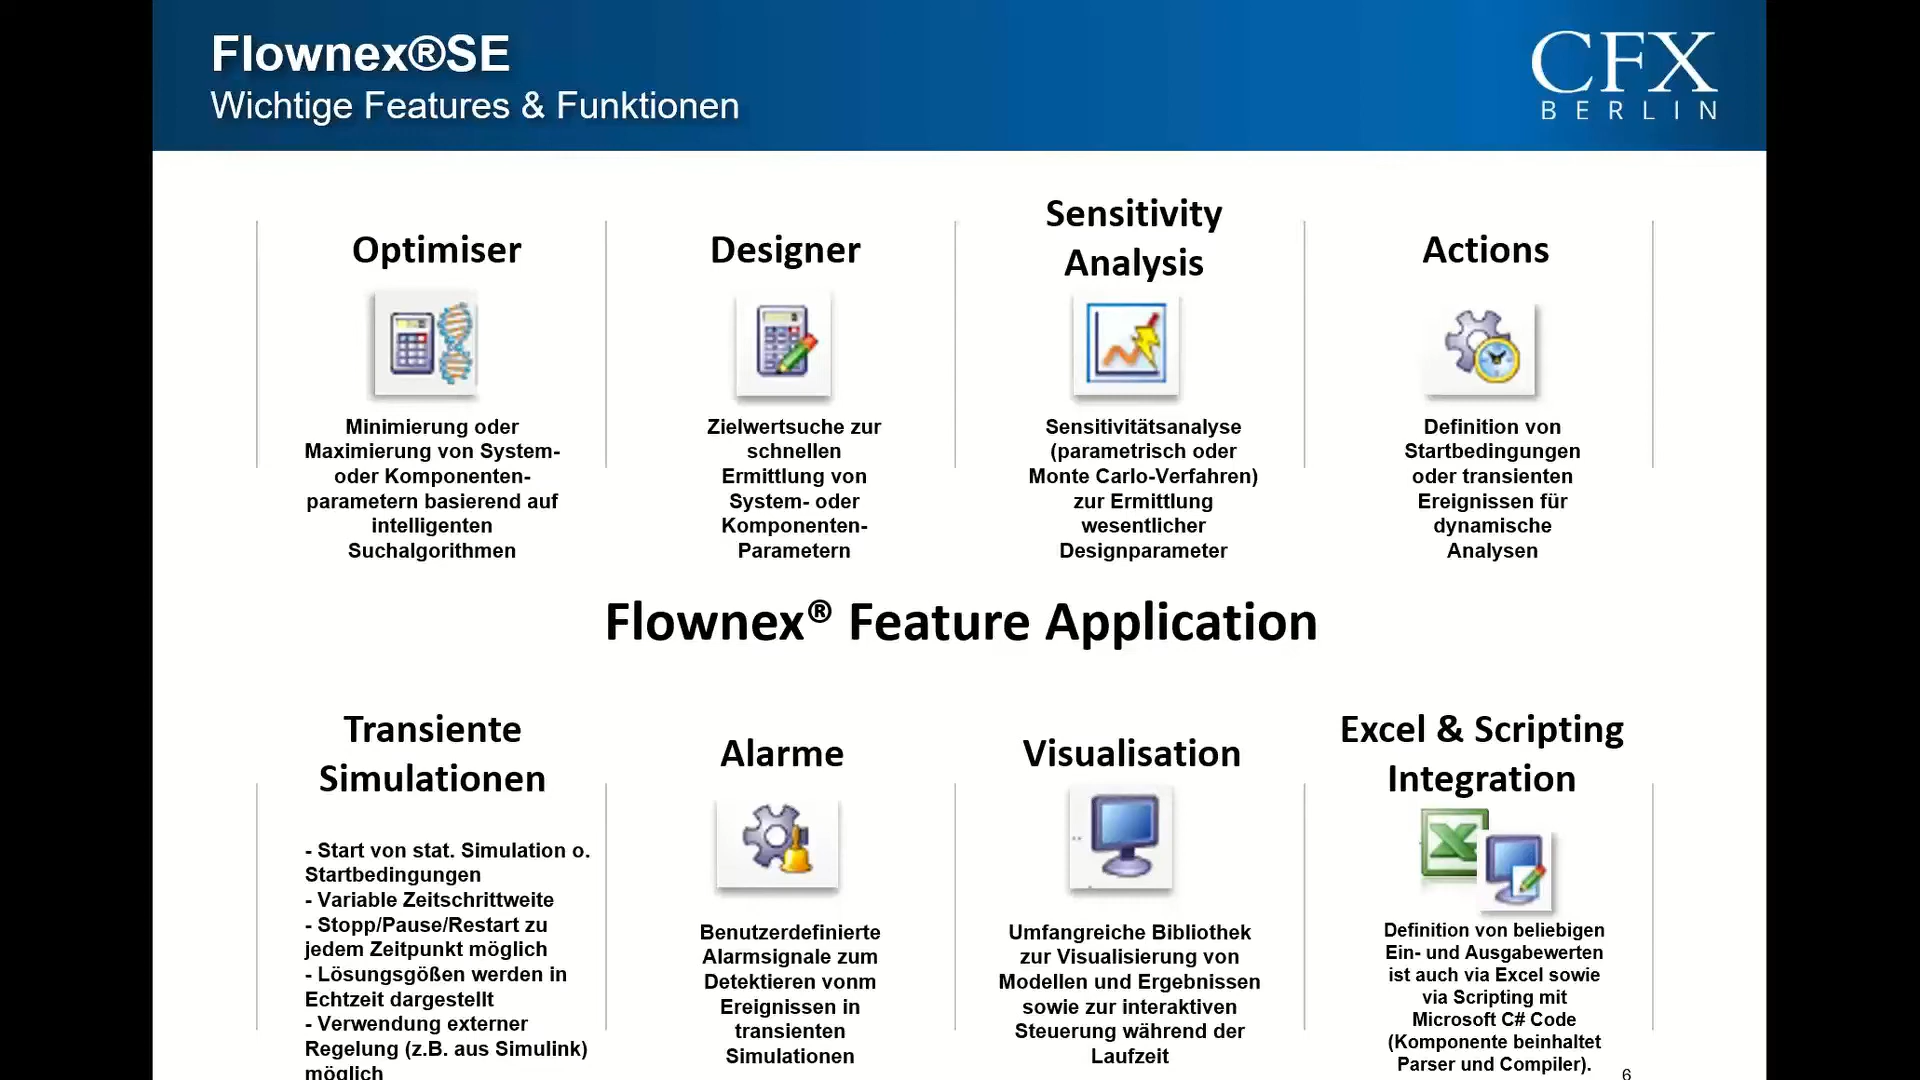 Flownex®SE
Wichtige Features & Funktionen
CFX
BERLIN
Optimiser
Minimierung oder
Maximierung von System-
oder Komponenten-
parametern basierend auf
intelligenten
Suchalgorithmen
Designer
Zielwertsuche zur
schnellen
Ermittlung von
System- oder
Komponenten-
Parametern
Sensitivity
Analysis
Sensitivitätsanalyse
(parametrisch oder
Monte Carlo-Verfahren)
zur Ermittlung
wesentlicher
Designparameter
Actions
Definition von
Startbedingungen
oder transienten
Ereignissen für
dynamische
Analysen
Flownex® Feature Application
Transiente
Simulationen
- Start von stat. Simulation o.
Startbedingungen
- Variable Zeitschrittweite
- Stopp/Pause/Restart zu
jedem Zeitpunkt möglich
- Lösungsgößen werden in
Echtzeit dargestellt
- Verwendung externer
Regelung (z.B. aus Simulink)
möglich
Alarme
Benutzerdefinierte
Alarmsignale zum
Detektieren vonm
Ereignissen in
transienten
Simulationen
Visualisation
Umfangreiche Bibliothek
zur Visualisierung von
Modellen und Ergebnissen
sowie zur interaktiven
Steuerung während der
Laufzeit
Excel & Scripting
Integration
Definition von beliebigen
Ein- und Ausgabewerten
ist auch via Excel sowie
via Scripting mit
Microsoft C# Code
(Komponente beinhaltet
Parser und Compiler).
6